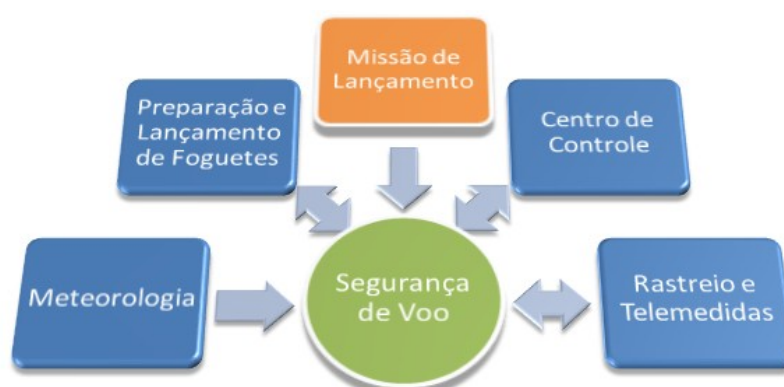 Missão de
Lançamento
Preparação e
Lançamento
de Foguetes
Centro de
Controle
Meteorologia
Segurança
de Voo
Rastreio e
Telemedidas